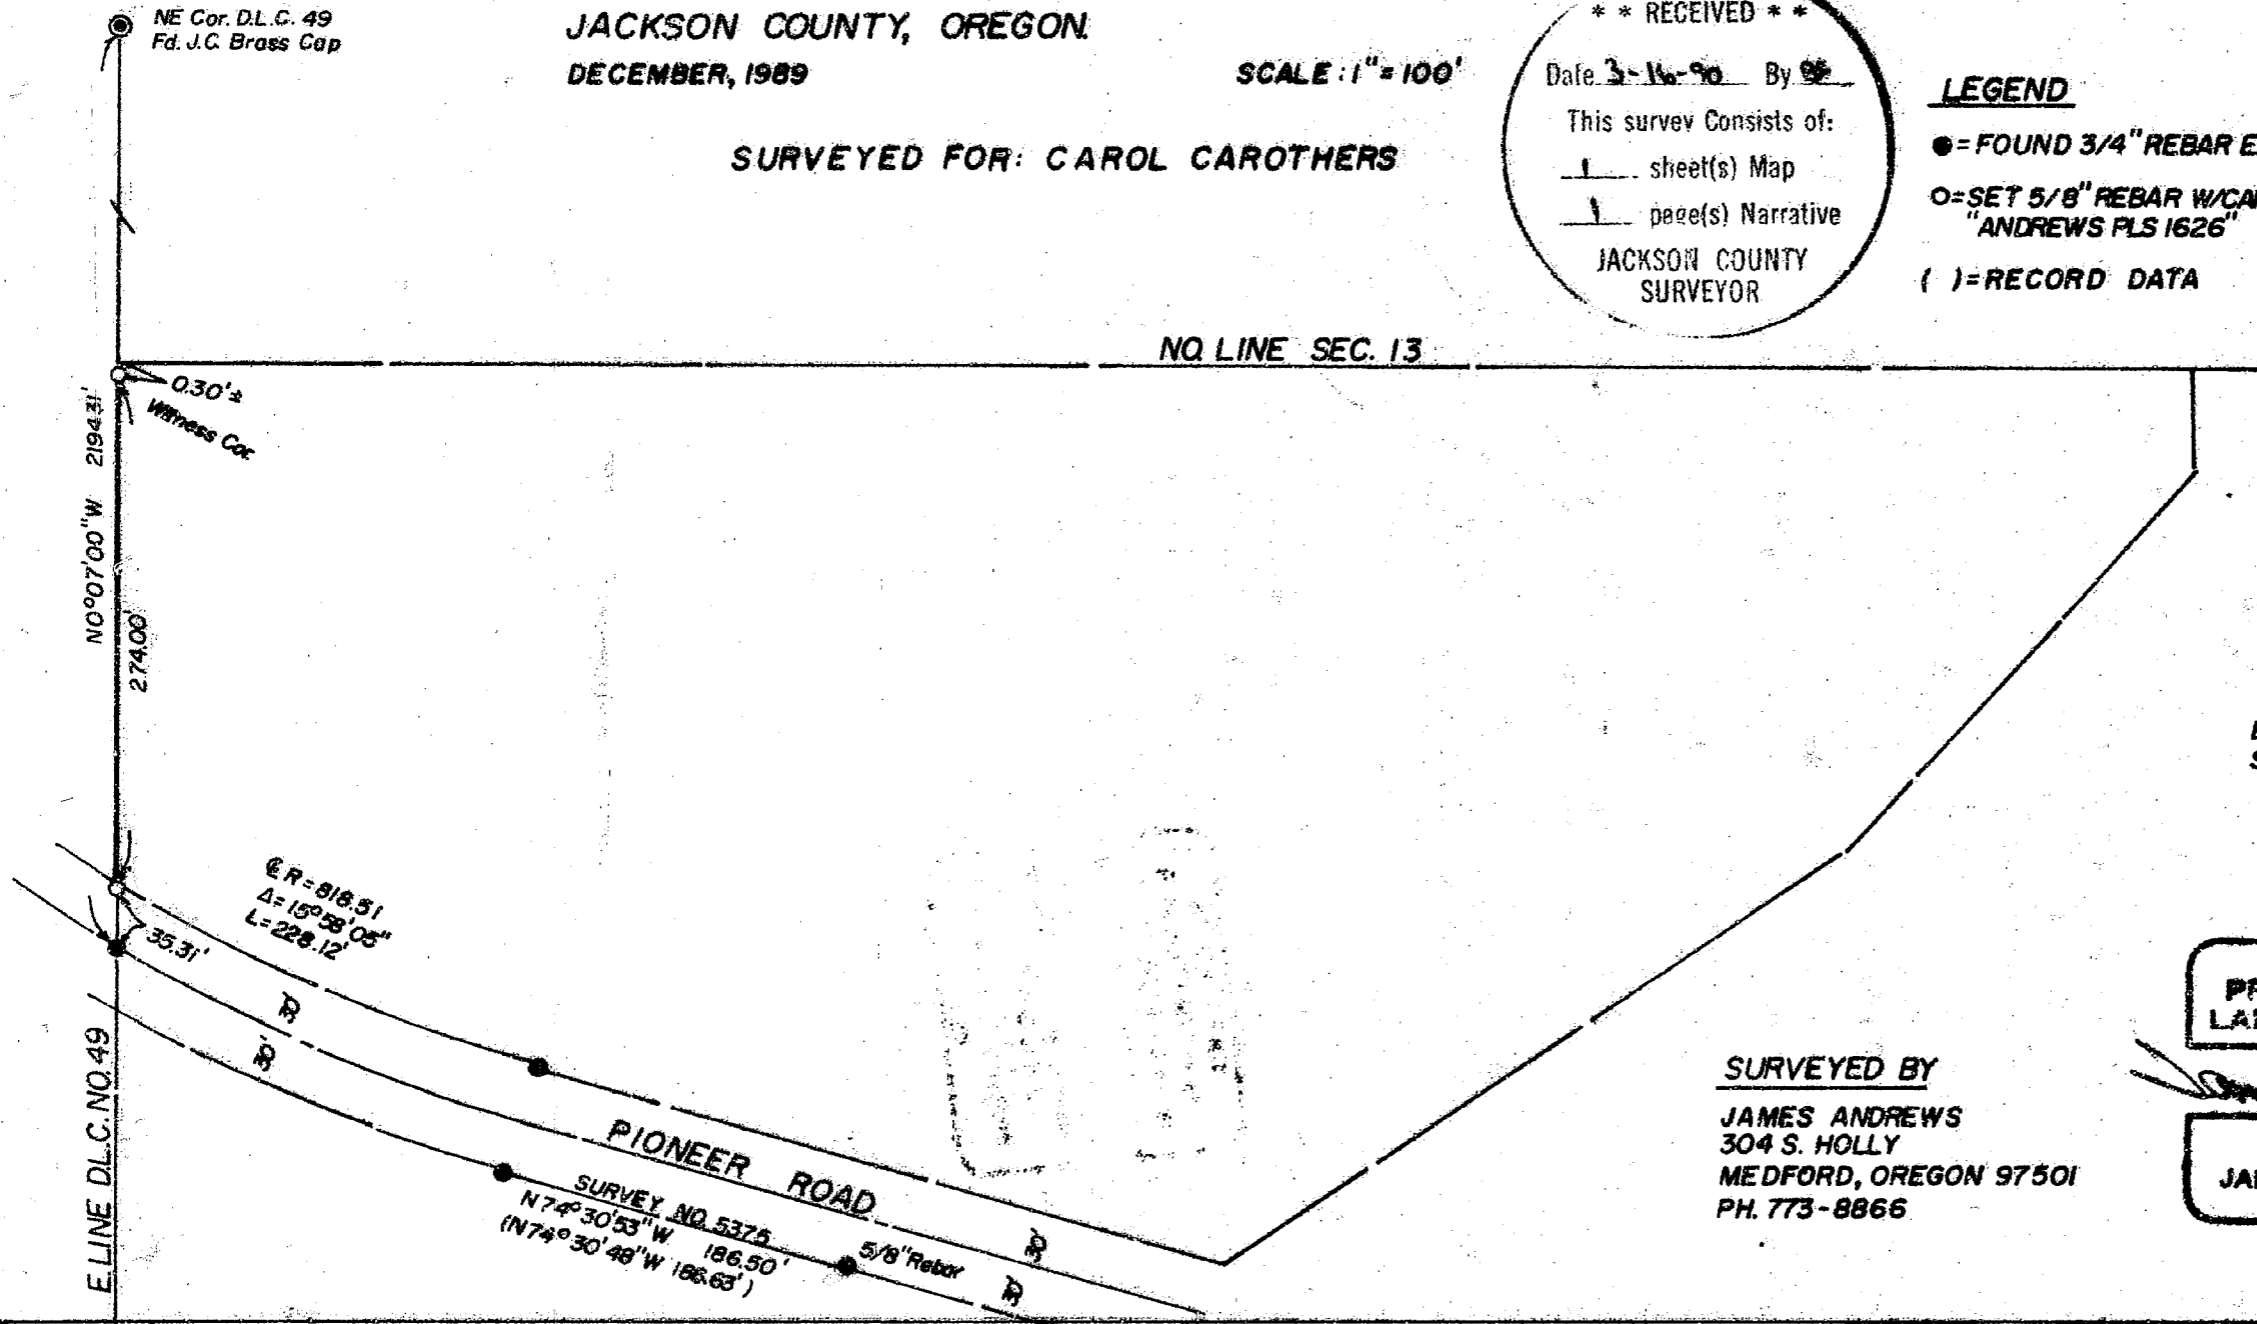 NE Cor. D.L.C. 49
Fd. J.C. Brass Cap
JACKSON COUNTY, OREGON.
DECEMBER, 1989
SCALE: 1" = 100'
SURVEYED FOR: CAROL CAROTHERS
* * RECEIVED * *
Date 3-16-90 By
This survey Consists of:
1 sheet(s) Map
1 page(s) Narrative
JACKSON COUNTY
SURVEYOR
LEGEND
●= FOUND 3/4" REBAR E
O=SET 5/8" REBAR W/CA
"ANDREWS PLS 1626"
( )=RECORD DATA
NO. LINE SEC. 13
0.30'±
Witness Cor.
N0°07'00"W 2194.31'
274.00'
₵ R=818.51
Δ=15°58'05"
L=228.12'
35.31'
30'
30'
E. LINE D.L.C. NO. 49
PIONEER ROAD
SURVEY NO. 5375
N74°30'53"W 186.50'
(N74°30'48"W 186.63')
5/8" Rebar
30'
30'
SURVEYED BY
JAMES ANDREWS
304 S. HOLLY
MEDFORD, OREGON 97501
PH. 773-8866
PR
LAN
JA